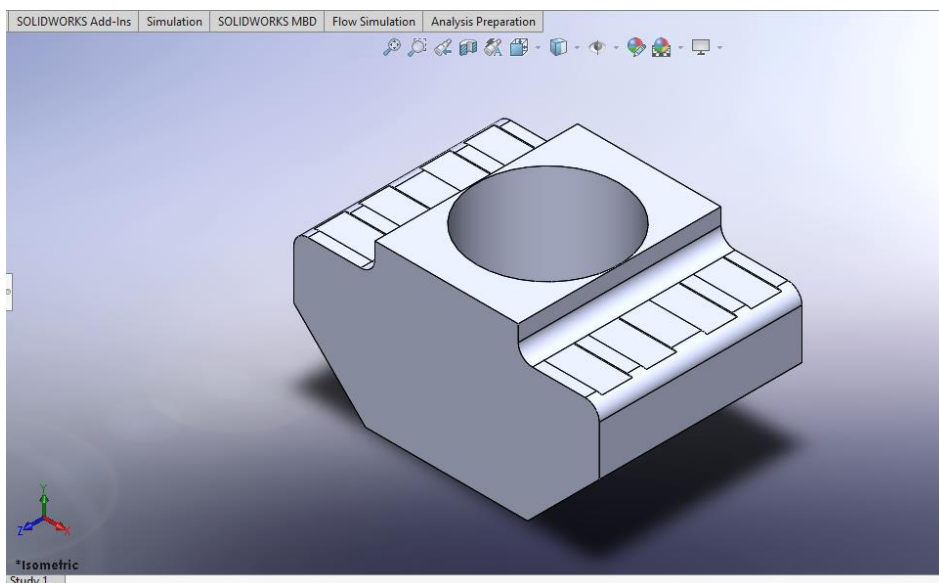 SOLIDWORKS Add-Ins Simulation SOLIDWORKS MBD Flow Simulation Analysis Preparation
Y
Z X
*Isometric
Study 1